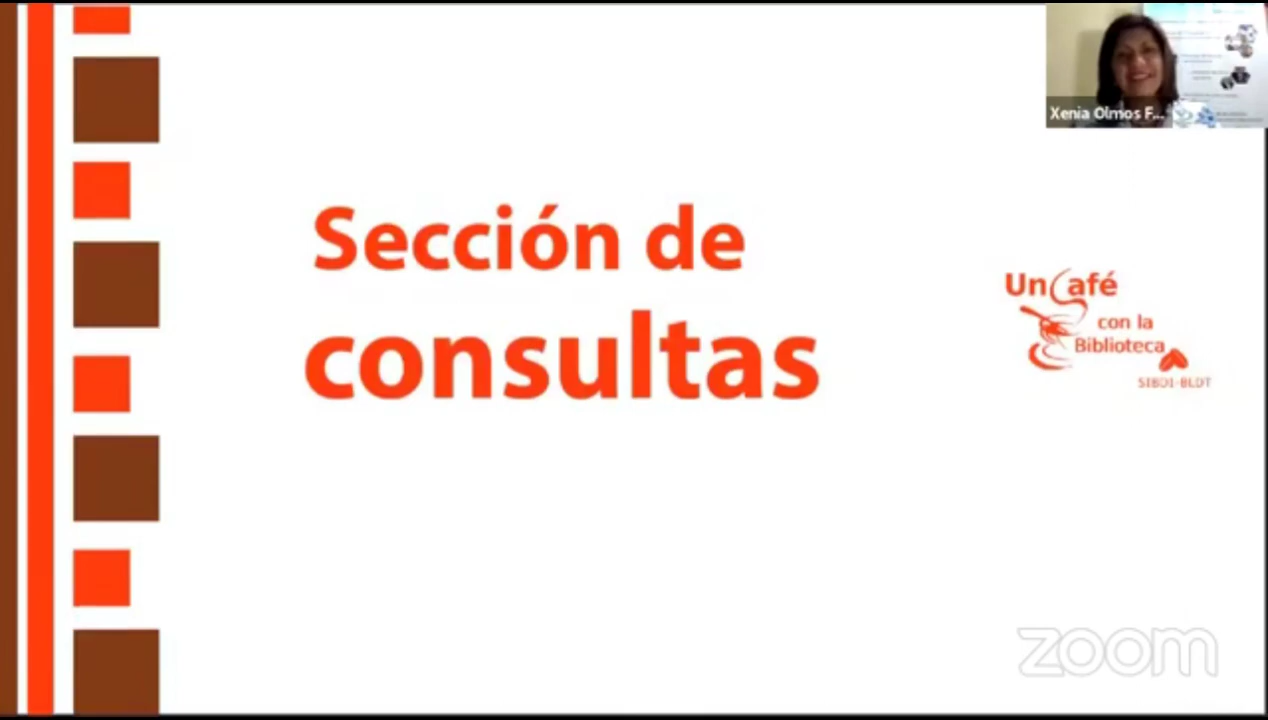 Xenia Olmos F...
Sección de
consultas
Un Café
con la
Biblioteca
SIBDI-BLDT
zoom